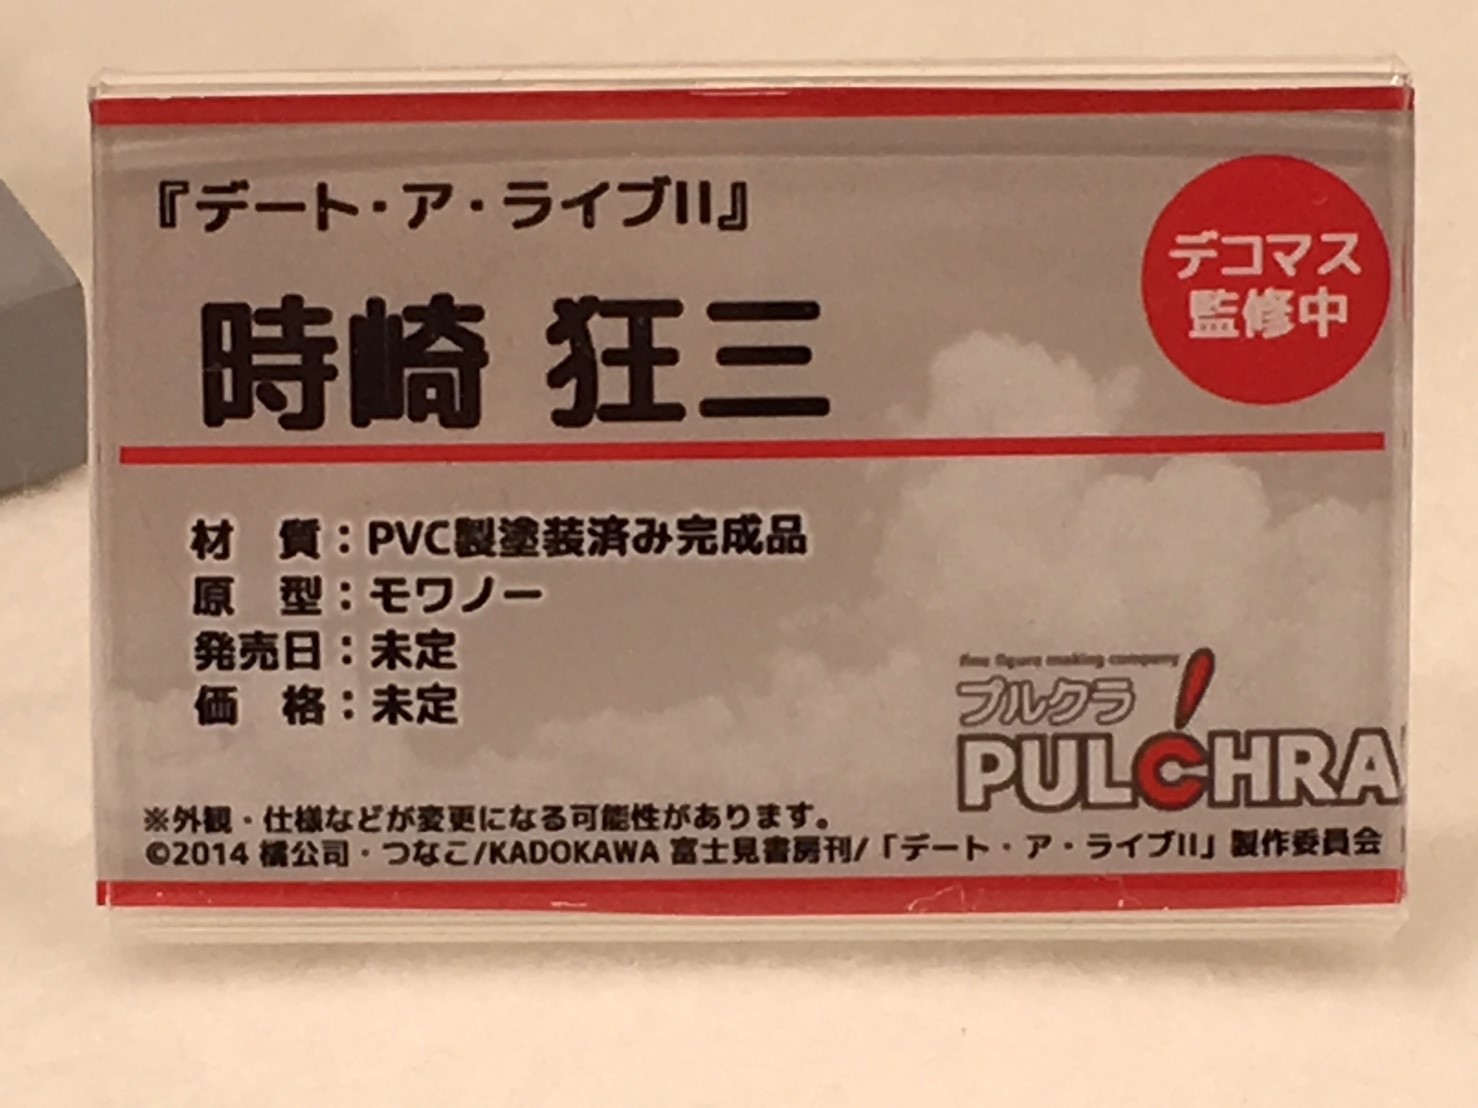 『デート・ア・ライブII』
デコマス
監修中
時崎 狂三
材　質：PVC製塗装済み完成品
原　型：モワノー
発売日：未定
価　格：未定
fine figure making company
プルクラ
PULCHRA
※外観・仕様などが変更になる可能性があります。
©2014 橘公司・つなこ/KADOKAWA 富士見書房刊/「デート・ア・ライブII」製作委員会